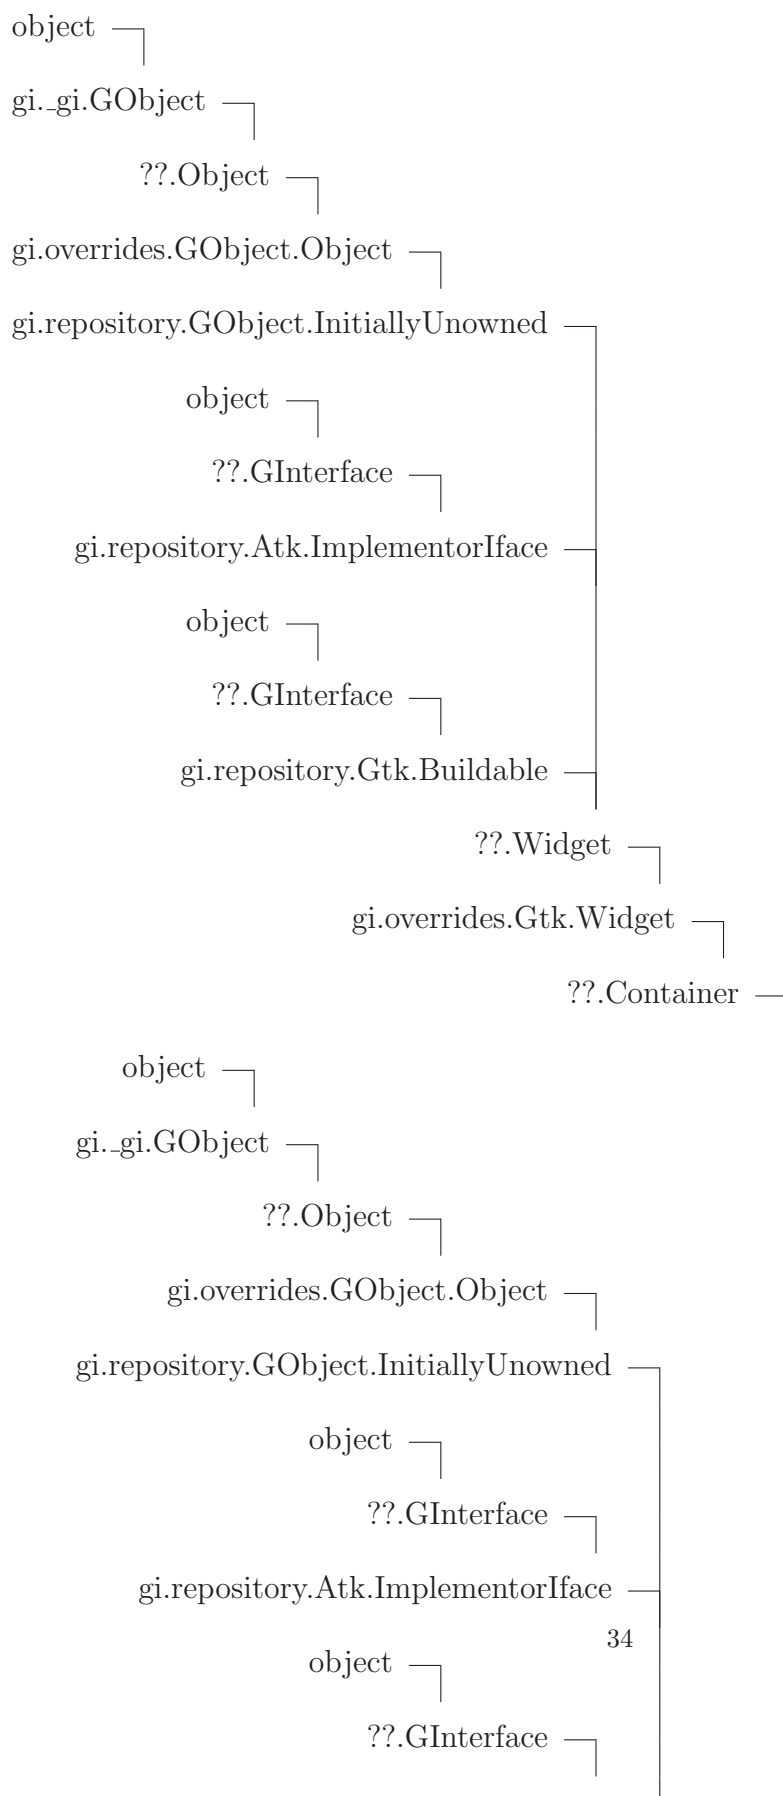 object
gi._gi.GObject
??.Object
gi.overrides.GObject.Object
gi.repository.GObject.InitiallyUnowned
object
??.GInterface
gi.repository.Atk.ImplementorIface
object
??.GInterface
gi.repository.Gtk.Buildable
??.Widget
gi.overrides.Gtk.Widget
??.Container
object
gi._gi.GObject
??.Object
gi.overrides.GObject.Object
gi.repository.GObject.InitiallyUnowned
object
??.GInterface
gi.repository.Atk.ImplementorIface
34
object
??.GInterface